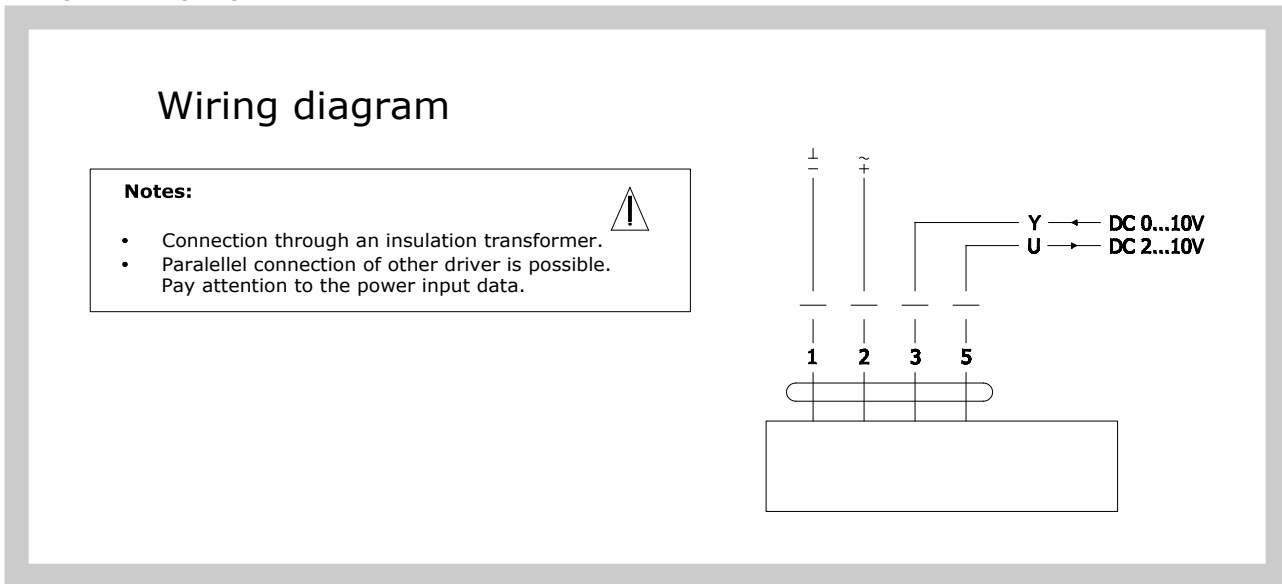 Wiring diagram
Notes:
• Connection through an insulation transformer.
• Paralellel connection of other driver is possible.
Pay attention to the power input data.
⊥ ~
− +
Y DC 0...10V
U DC 2...10V
1 2 3 5